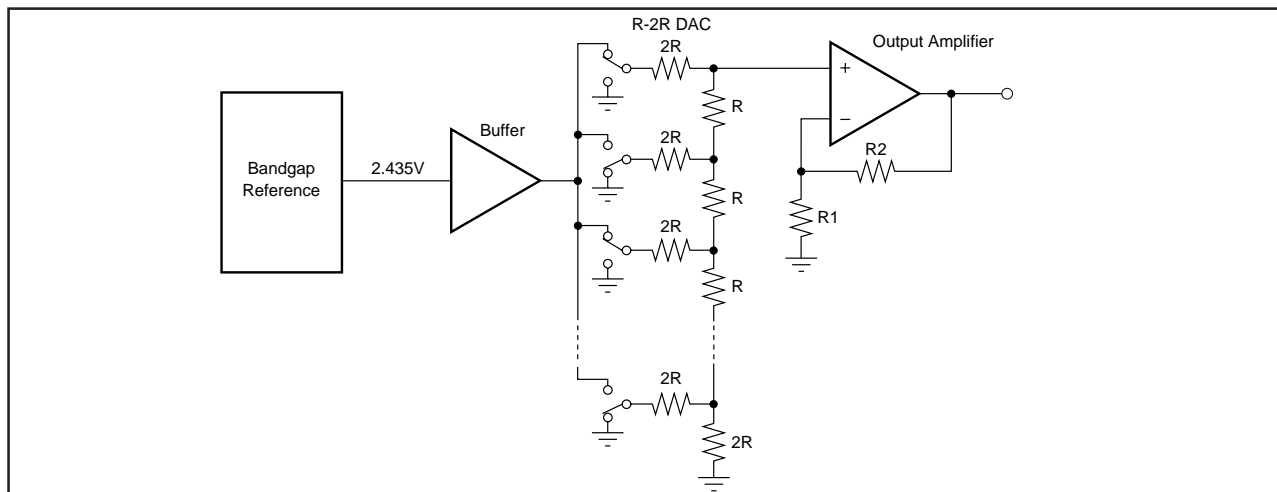 R-2R DAC
Output Amplifier
2R
+
R
Buffer
2R
−
R2
Bandgap
Reference
2.435V
R
R1
2R
R
2R
2R